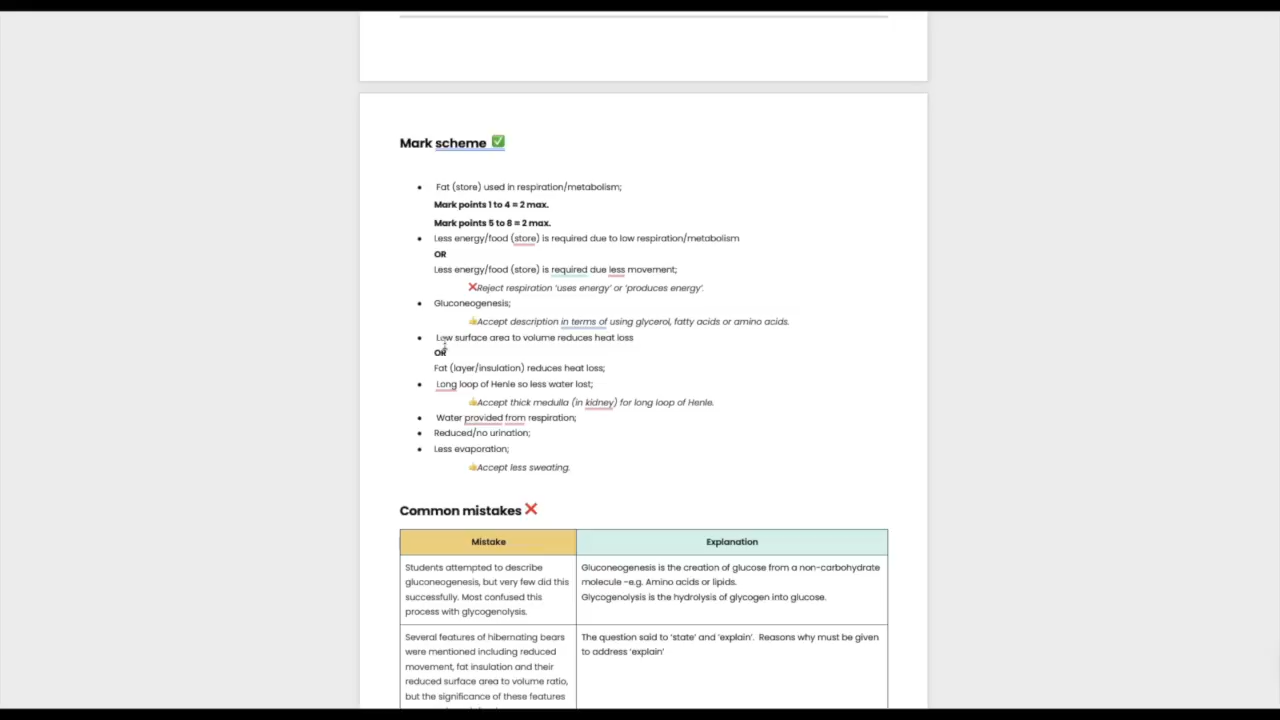 Mark scheme ✅
● Fat (store) used in respiration/metabolism;
Mark points 1 to 4 = 2 max.
Mark points 5 to 8 = 2 max.
● Less energy/food (store) is required due to low respiration/metabolism
OR
Less energy/food (store) is required due less movement;
❌Reject respiration 'uses energy' or 'produces energy'.
● Gluconeogenesis;
👍Accept description in terms of using glycerol, fatty acids or amino acids.
● Low surface area to volume reduces heat loss
OR
Fat (layer/insulation) reduces heat loss;
● Long loop of Henle so less water lost;
👍Accept thick medulla (in kidney) for long loop of Henle.
● Water provided from respiration;
● Reduced/no urination;
● Less evaporation;
👍Accept less sweating.
Common mistakes ❌
Mistake
Explanation
Students attempted to describe
gluconeogenesis, but very few did this
successfully. Most confused this
process with glycogenolysis.
Gluconeogenesis is the creation of glucose from a non-carbohydrate
molecule -e.g. Amino acids or lipids.
Glycogenolysis is the hydrolysis of glycogen into glucose.
Several features of hibernating bears
were mentioned including reduced
movement, fat insulation and their
reduced surface area to volume ratio,
but the significance of these features
The question said to 'state' and 'explain'. Reasons why must be given
to address 'explain'